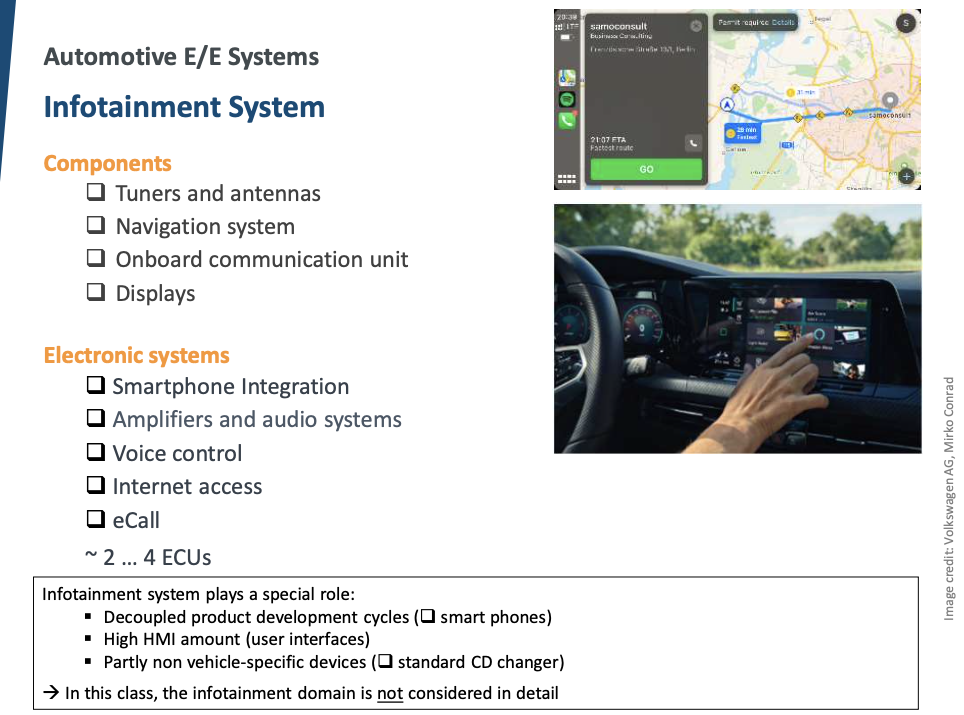 Automotive E/E Systems
Infotainment System
Components
❑ Tuners and antennas
❑ Navigation system
❑ Onboard communication unit
❑ Displays
Electronic systems
❑ Smartphone Integration
❑ Amplifiers and audio systems
❑ Voice control
❑ Internet access
❑ eCall
~ 2 … 4 ECUs
Infotainment system plays a special role:
▪ Decoupled product development cycles (❑ smart phones)
▪ High HMI amount (user interfaces)
▪ Partly non vehicle-specific devices (❑ standard CD changer)
→ In this class, the infotainment domain is not considered in detail
20:39
LTE
samoconsult
Business Consulting
Französische Straße
Berlin
21:07 ETA
Fastest route
GO
Permit required Details
S
31 min
28 min
Fastest
samoconsult
Image credit: Volkswagen AG, Mirko Conrad